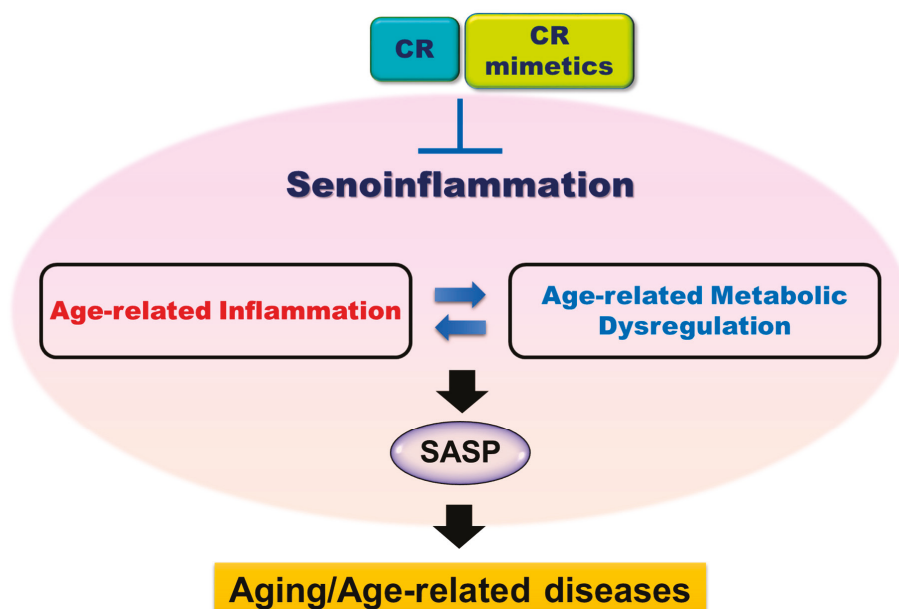 CR
CR
mimetics
Senoinflammation
Age-related Inflammation
Age-related Metabolic
Dysregulation
SASP
Aging/Age-related diseases